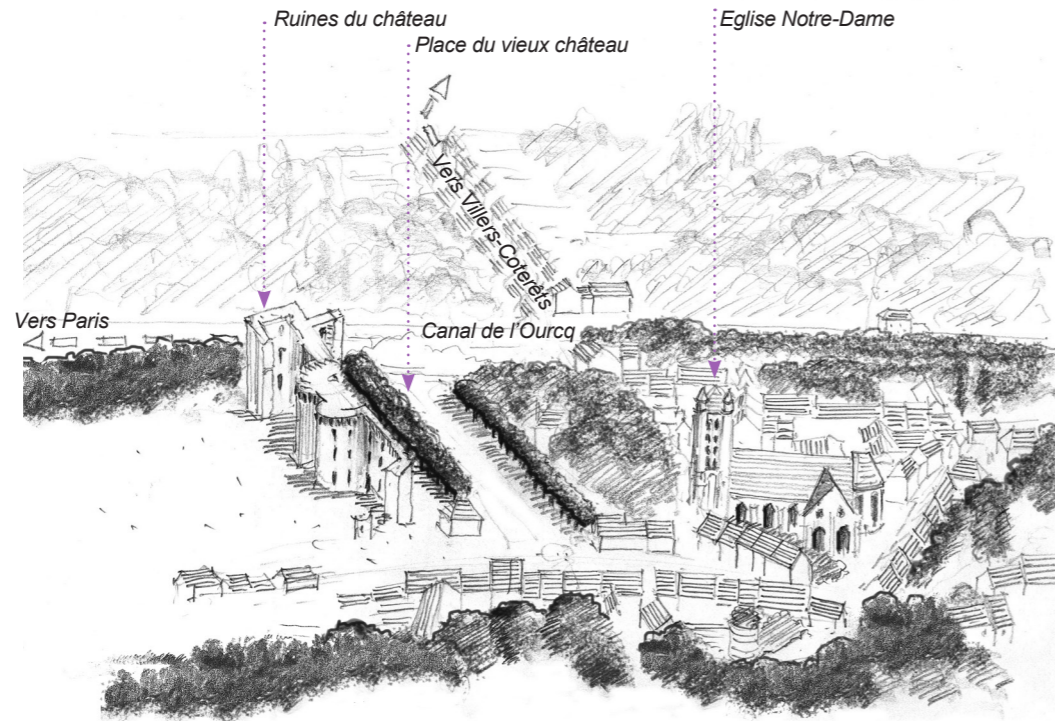 Ruines du château
Eglise Notre-Dame
Place du vieux château
Vers Villers-Coterêts
Vers Paris
Canal de l'Ourcq